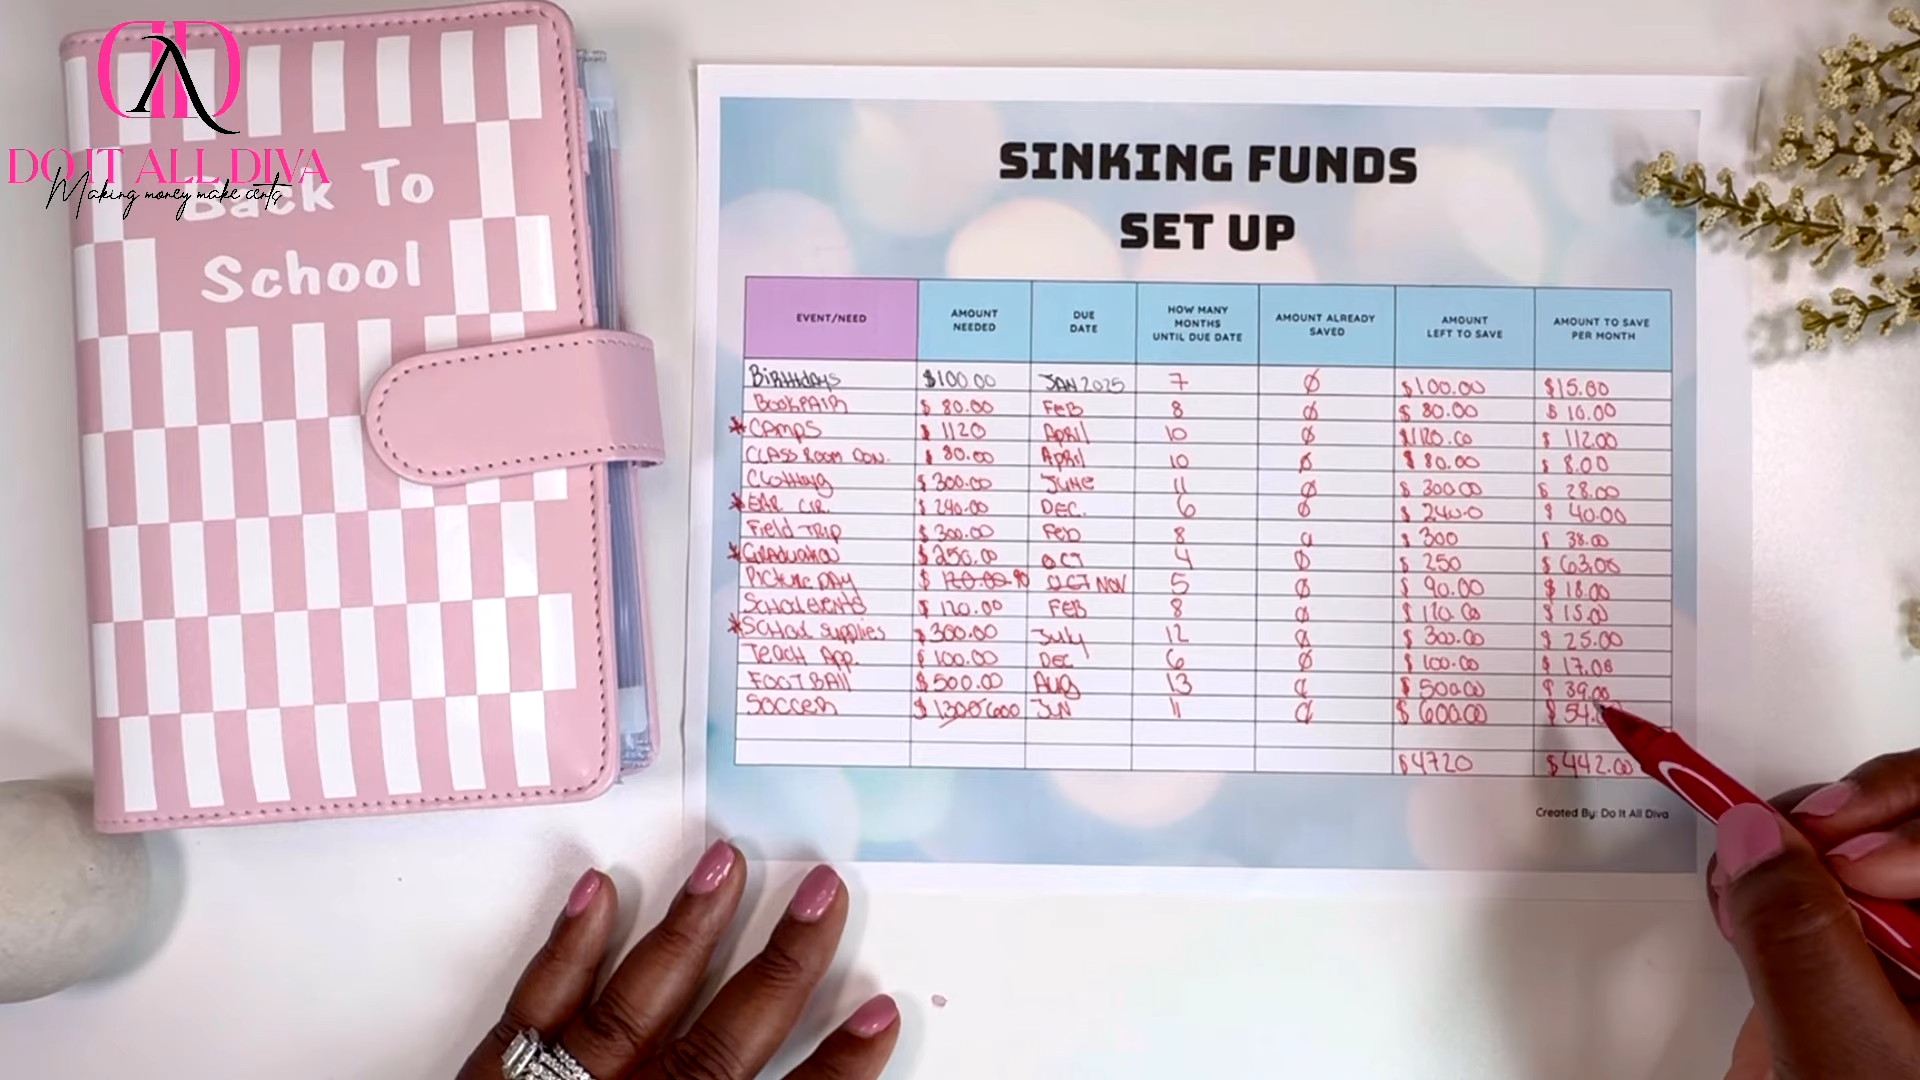 DO IT ALL DIVA
Making money make cents
Back To
School
SINKING FUNDS
SET UP
EVENT/NEED AMOUNT NEEDED DUE DATE HOW MANY MONTHS UNTIL DUE DATE AMOUNT ALREADY SAVED AMOUNT LEFT TO SAVE AMOUNT TO SAVE PER MONTH
BIRTHdAYS $100.00 JAN 2025 7 Ø $100.00 $15.00
BOOKFAIR $80.00 FEB 8 Ø $80.00 $10.00
*CAMPS $1120 April 10 Ø $1120.00 $112.00
CLASSROOM DON. $80.00 April 10 Ø $80.00 $8.00
Clothing $300.00 JUNE 11 Ø $300.00 $28.00
*EAR CIR. $240.00 DEC. 6 Ø $240.0 $40.00
Field TRIP $300.00 FEB 8 Ø $300 $38.00
*GRADUATION $250.00 OCT 4 Ø $250 $63.00
PICTURE DAY $120.00 90 OCT NOV 5 Ø $90.00 $18.00
SCHOOL EVENTS $120.00 FEB 8 Ø $120.00 $15.00
*SCHOOL Supplies $300.00 July 12 Ø $300.00 $25.00
TEACH APP. $100.00 DEC 6 Ø $100.00 $17.00
FOOTBALL $500.00 Aug 13 Ø $500.00 $39.00
SOCCER $1300 600 JUN 11 Ø $600.00 $54.
$4720 $442.00
Created By: Do It All Diva